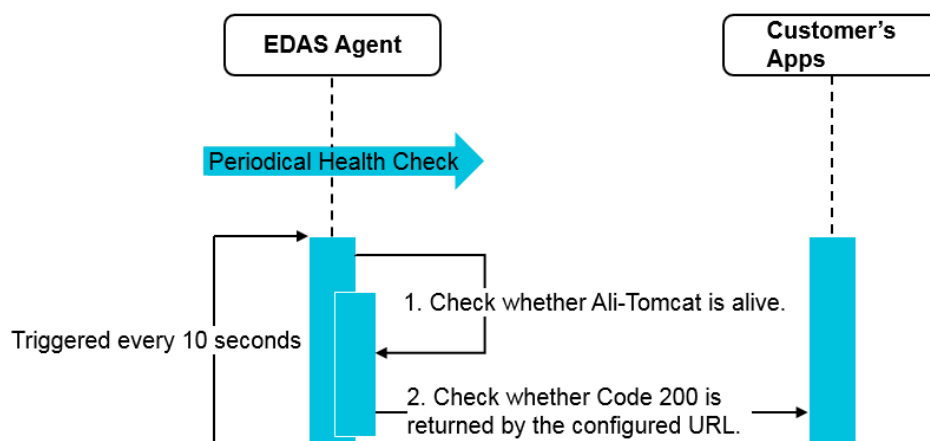 EDAS Agent
Customer's
Apps
Periodical Health Check
1. Check whether Ali-Tomcat is alive.
Triggered every 10 seconds
2. Check whether Code 200 is
returned by the configured URL.